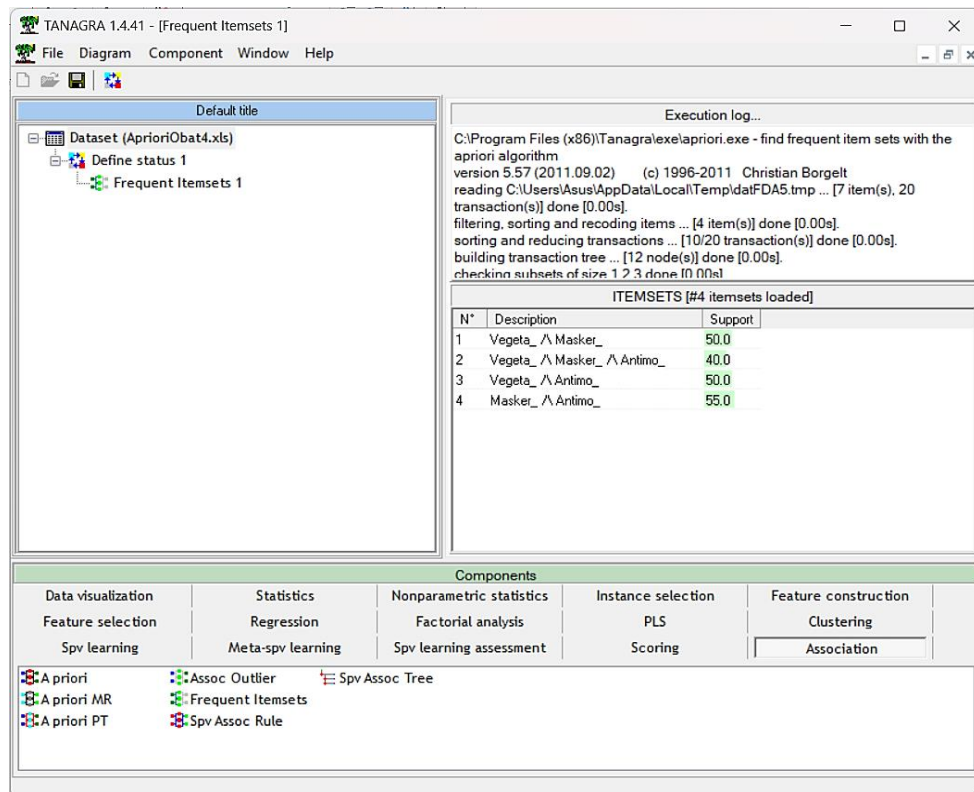 TANAGRA 1.4.41 - [Frequent Itemsets 1]
File Diagram Component Window Help
Default title
Dataset (AprioriObat4.xls)
Define status 1
Frequent Itemsets 1
Execution log...
C:\Program Files (x86)\Tanagra\exe\apriori.exe - find frequent item sets with the
apriori algorithm
version 5.57 (2011.09.02) (c) 1996-2011 Christian Borgelt
reading C:\Users\Asus\AppData\Local\Temp\datFDA5.tmp ... [7 item(s), 20
transaction(s)] done [0.00s].
filtering, sorting and recoding items ... [4 item(s)] done [0.00s].
sorting and reducing transactions ... [10/20 transaction(s)] done [0.00s].
building transaction tree ... [12 node(s)] done [0.00s].
checking subsets of size 1 2 3 done [0.00s]
ITEMSETS [#4 itemsets loaded]
N° Description Support
1 Vegeta_ /\ Masker_ 50.0
2 Vegeta_ /\ Masker_ /\ Antimo_ 40.0
3 Vegeta_ /\ Antimo_ 50.0
4 Masker_ /\ Antimo_ 55.0
Components
Data visualization Statistics Nonparametric statistics Instance selection Feature construction
Feature selection Regression Factorial analysis PLS Clustering
Spv learning Meta-spv learning Spv learning assessment Scoring Association
A priori Assoc Outlier Spv Assoc Tree
A priori MR Frequent Itemsets
A priori PT Spv Assoc Rule